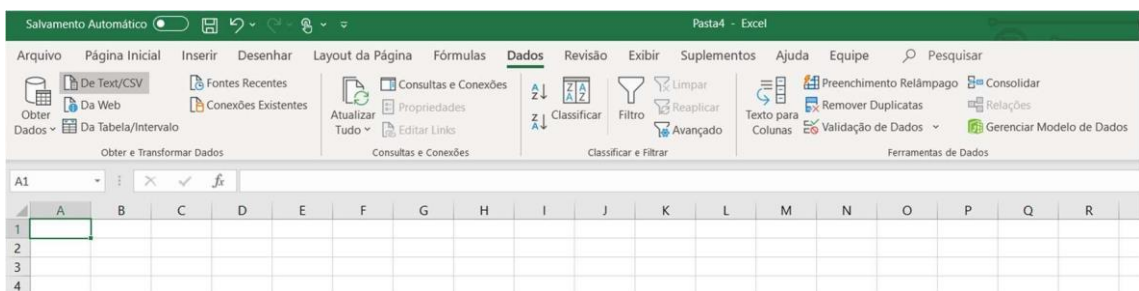 Salvamento Automático Pasta4 - Excel
Arquivo Página Inicial Inserir Desenhar Layout da Página Fórmulas Dados Revisão Exibir Suplementos Ajuda Equipe Pesquisar
Obter Dados
De Text/CSV
Da Web
Da Tabela/Intervalo
Fontes Recentes
Conexões Existentes
Obter e Transformar Dados
Atualizar
Tudo
Consultas e Conexões
Propriedades
Editar Links
Consultas e Conexões
Classificar
Filtro
Limpar
Reaplicar
Avançado
Classificar e Filtrar
Texto para
Colunas
Preenchimento Relâmpago
Remover Duplicatas
Validação de Dados
Consolidar
Relações
Gerenciar Modelo de Dados
Ferramentas de Dados
A1 fx
A B C D E F G H I J K L M N O P Q R
1
2
3
4